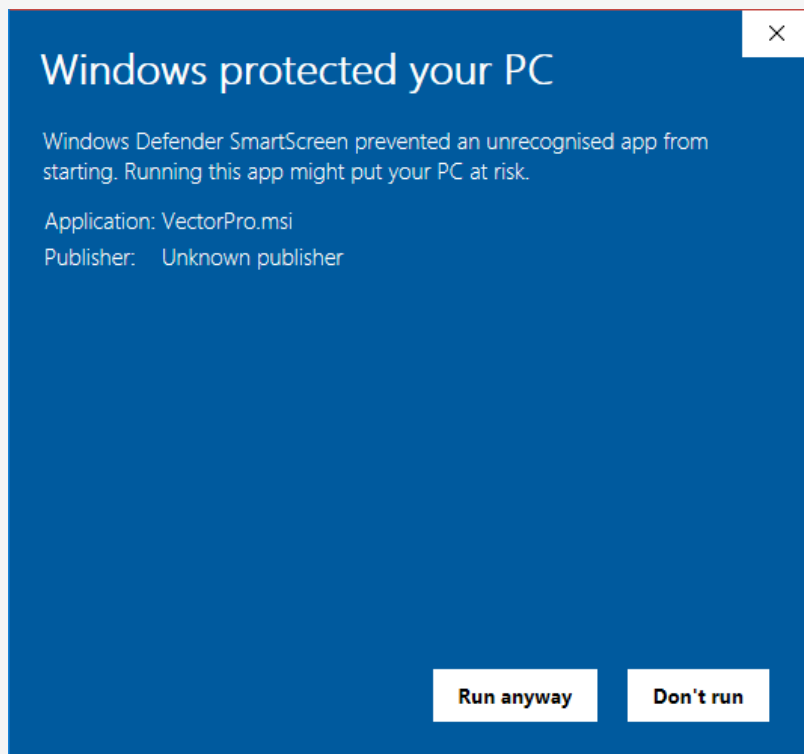 Windows protected your PC
Windows Defender SmartScreen prevented an unrecognised app from
starting. Running this app might put your PC at risk.
Application: VectorPro.msi
Publisher: Unknown publisher
Run anyway Don't run